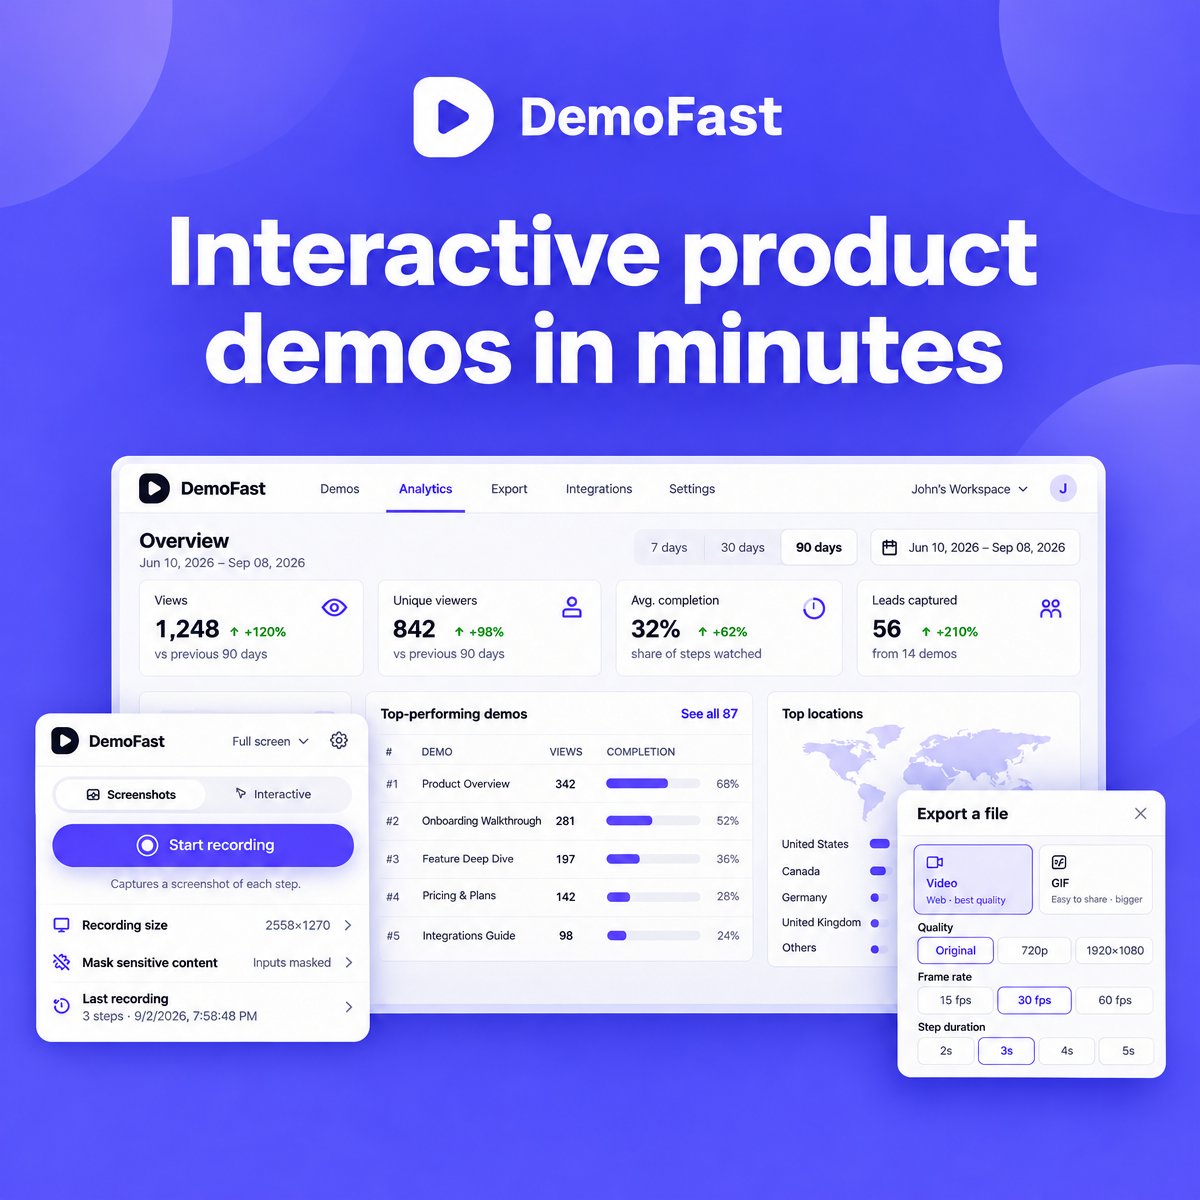 DemoFast
Interactive product
demos in minutes
DemoFast
Demos
Analytics
Export
Integrations
Settings
John's Workspace
J
Overview
Jun 10, 2026 – Sep 08, 2026
7 days
30 days
90 days
Jun 10, 2026 – Sep 08, 2026
Views
1,248 ↑ +120%
vs previous 90 days
Unique viewers
842 ↑ +98%
vs previous 90 days
Avg. completion
32% ↑ +62%
share of steps watched
Leads captured
56 ↑ +210%
from 14 demos
DemoFast
Full screen
Screenshots
Interactive
Start recording
Captures a screenshot of each step.
Recording size 2558×1270
Mask sensitive content Inputs masked
Last recording
3 steps · 9/2/2026, 7:58:48 PM
Top-performing demos See all 87
# DEMO VIEWS COMPLETION
#1 Product Overview 342 68%
#2 Onboarding Walkthrough 281 52%
#3 Feature Deep Dive 197 36%
#4 Pricing & Plans 142 28%
#5 Integrations Guide 98 24%
Top locations
United States
Canada
Germany
United Kingdom
Others
Export a file
Video
Web · best quality
GIF
Easy to share · bigger
Quality
Original 720p 1920×1080
Frame rate
15 fps 30 fps 60 fps
Step duration
2s 3s 4s 5s